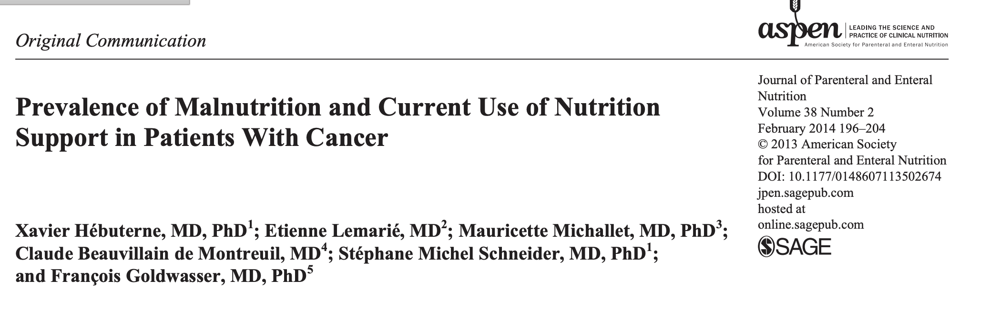 Original Communication
aspen
LEADING THE SCIENCE AND
PRACTICE OF CLINICAL NUTRITION
American Society for Parenteral and Enteral Nutrition
Prevalence of Malnutrition and Current Use of Nutrition
Support in Patients With Cancer
Journal of Parenteral and Enteral
Nutrition
Volume 38 Number 2
February 2014 196–204
© 2013 American Society
for Parenteral and Enteral Nutrition
DOI: 10.1177/0148607113502674
jpen.sagepub.com
hosted at
online.sagepub.com
SAGE
Xavier Hébuterne, MD, PhD¹; Etienne Lemarié, MD²; Mauricette Michallet, MD, PhD³;
Claude Beauvillain de Montreuil, MD⁴; Stéphane Michel Schneider, MD, PhD¹;
and François Goldwasser, MD, PhD⁵